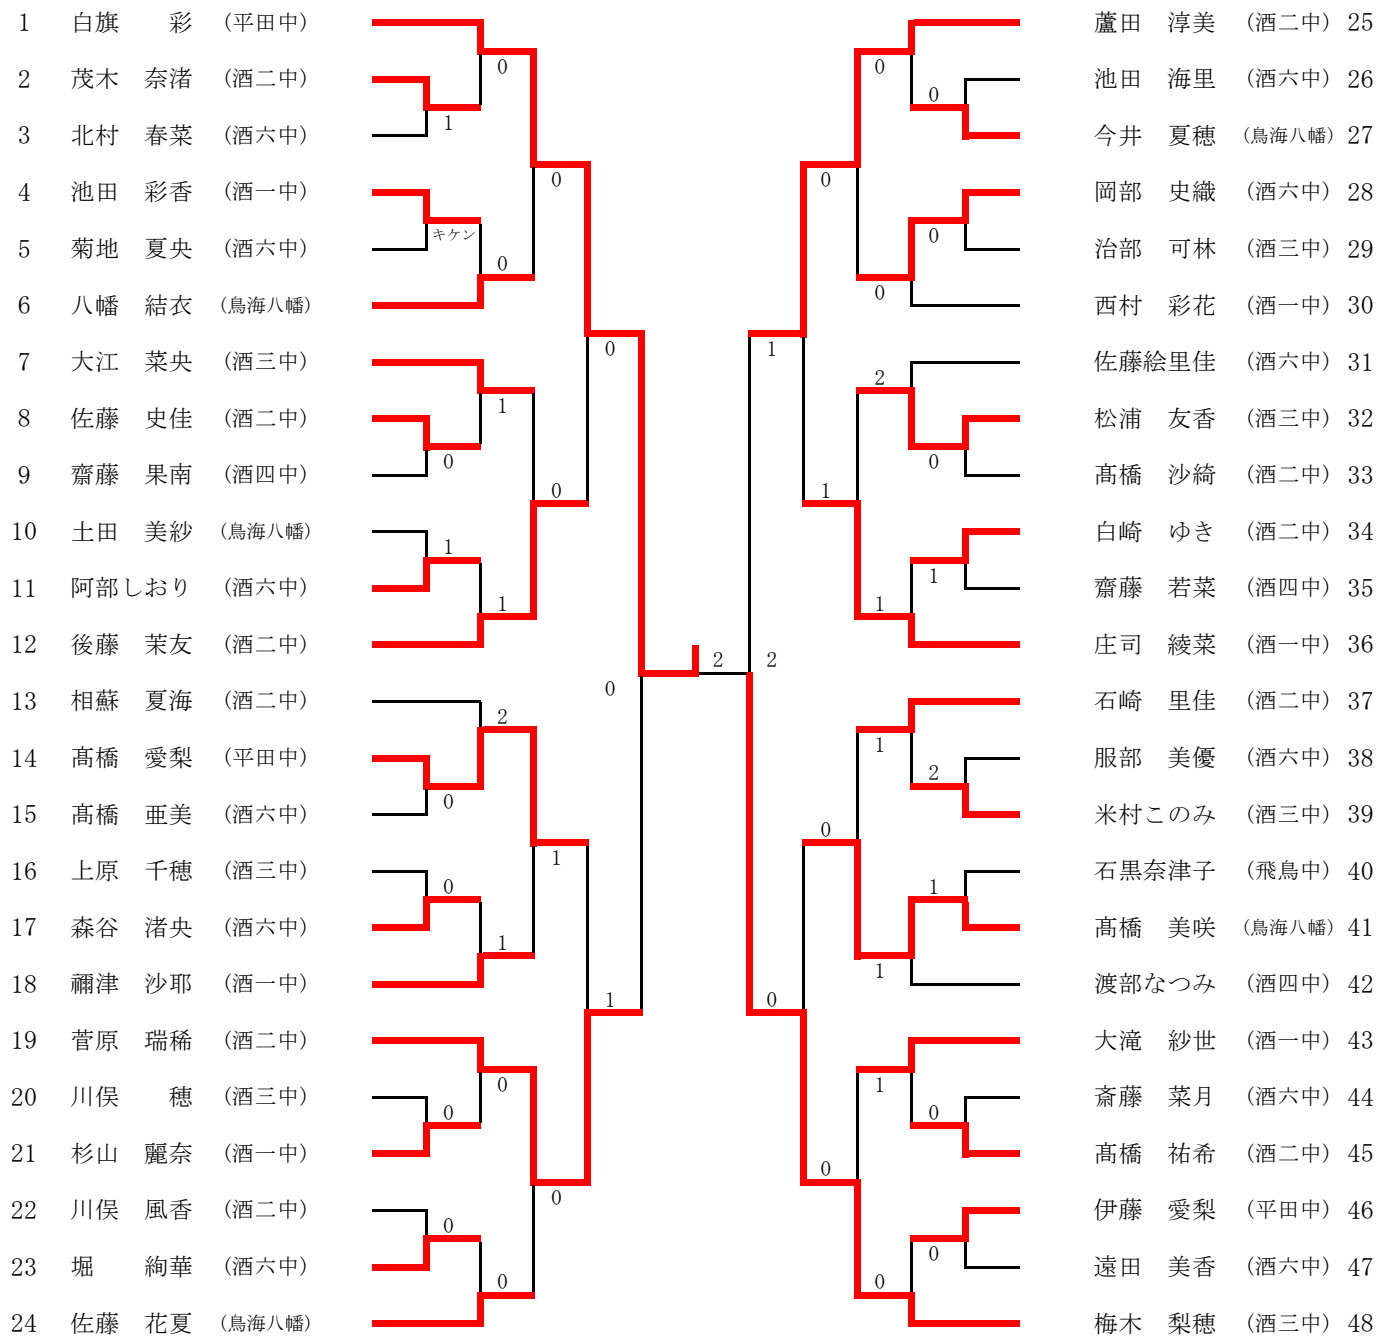 1 白旗　　彩 (平田中)
2 茂木　奈渚 (酒二中)
3 北村　春菜 (酒六中)
4 池田　彩香 (酒一中)
5 菊地　夏央 (酒六中)
6 八幡　結衣 (鳥海八幡)
7 大江　菜央 (酒三中)
8 佐藤　史佳 (酒二中)
9 齋藤　果南 (酒四中)
10 土田　美紗 (鳥海八幡)
11 阿部しおり (酒六中)
12 後藤　茉友 (酒二中)
13 相蘇　夏海 (酒二中)
14 髙橋　愛梨 (平田中)
15 髙橋　亜美 (酒六中)
16 上原　千穂 (酒三中)
17 森谷　渚央 (酒六中)
18 禰津　沙耶 (酒一中)
19 菅原　瑞稀 (酒二中)
20 川俣　　穂 (酒三中)
21 杉山　麗奈 (酒一中)
22 川俣　風香 (酒二中)
23 堀　　絢華 (酒六中)
24 佐藤　花夏 (鳥海八幡)
0
1
0
キケン
0
0
1
0
0
1
1
0
2
0
1
0
1
1
0
0
0
0
0
2
2
0
0
0
0
0
1
2
0
1
1
1
1
2
0
1
1
0
1
0
0
0
0
蘆田　淳美 (酒二中) 25
池田　海里 (酒六中) 26
今井　夏穂 (鳥海八幡) 27
岡部　史織 (酒六中) 28
治部　可林 (酒三中) 29
西村　彩花 (酒一中) 30
佐藤絵里佳 (酒六中) 31
松浦　友香 (酒三中) 32
髙橋　沙綺 (酒二中) 33
白崎　ゆき (酒二中) 34
齋藤　若菜 (酒四中) 35
庄司　綾菜 (酒一中) 36
石崎　里佳 (酒二中) 37
服部　美優 (酒六中) 38
米村このみ (酒三中) 39
石黒奈津子 (飛鳥中) 40
髙橋　美咲 (鳥海八幡) 41
渡部なつみ (酒四中) 42
大滝　紗世 (酒一中) 43
斎藤　菜月 (酒六中) 44
髙橋　祐希 (酒二中) 45
伊藤　愛梨 (平田中) 46
遠田　美香 (酒六中) 47
梅木　梨穂 (酒三中) 48